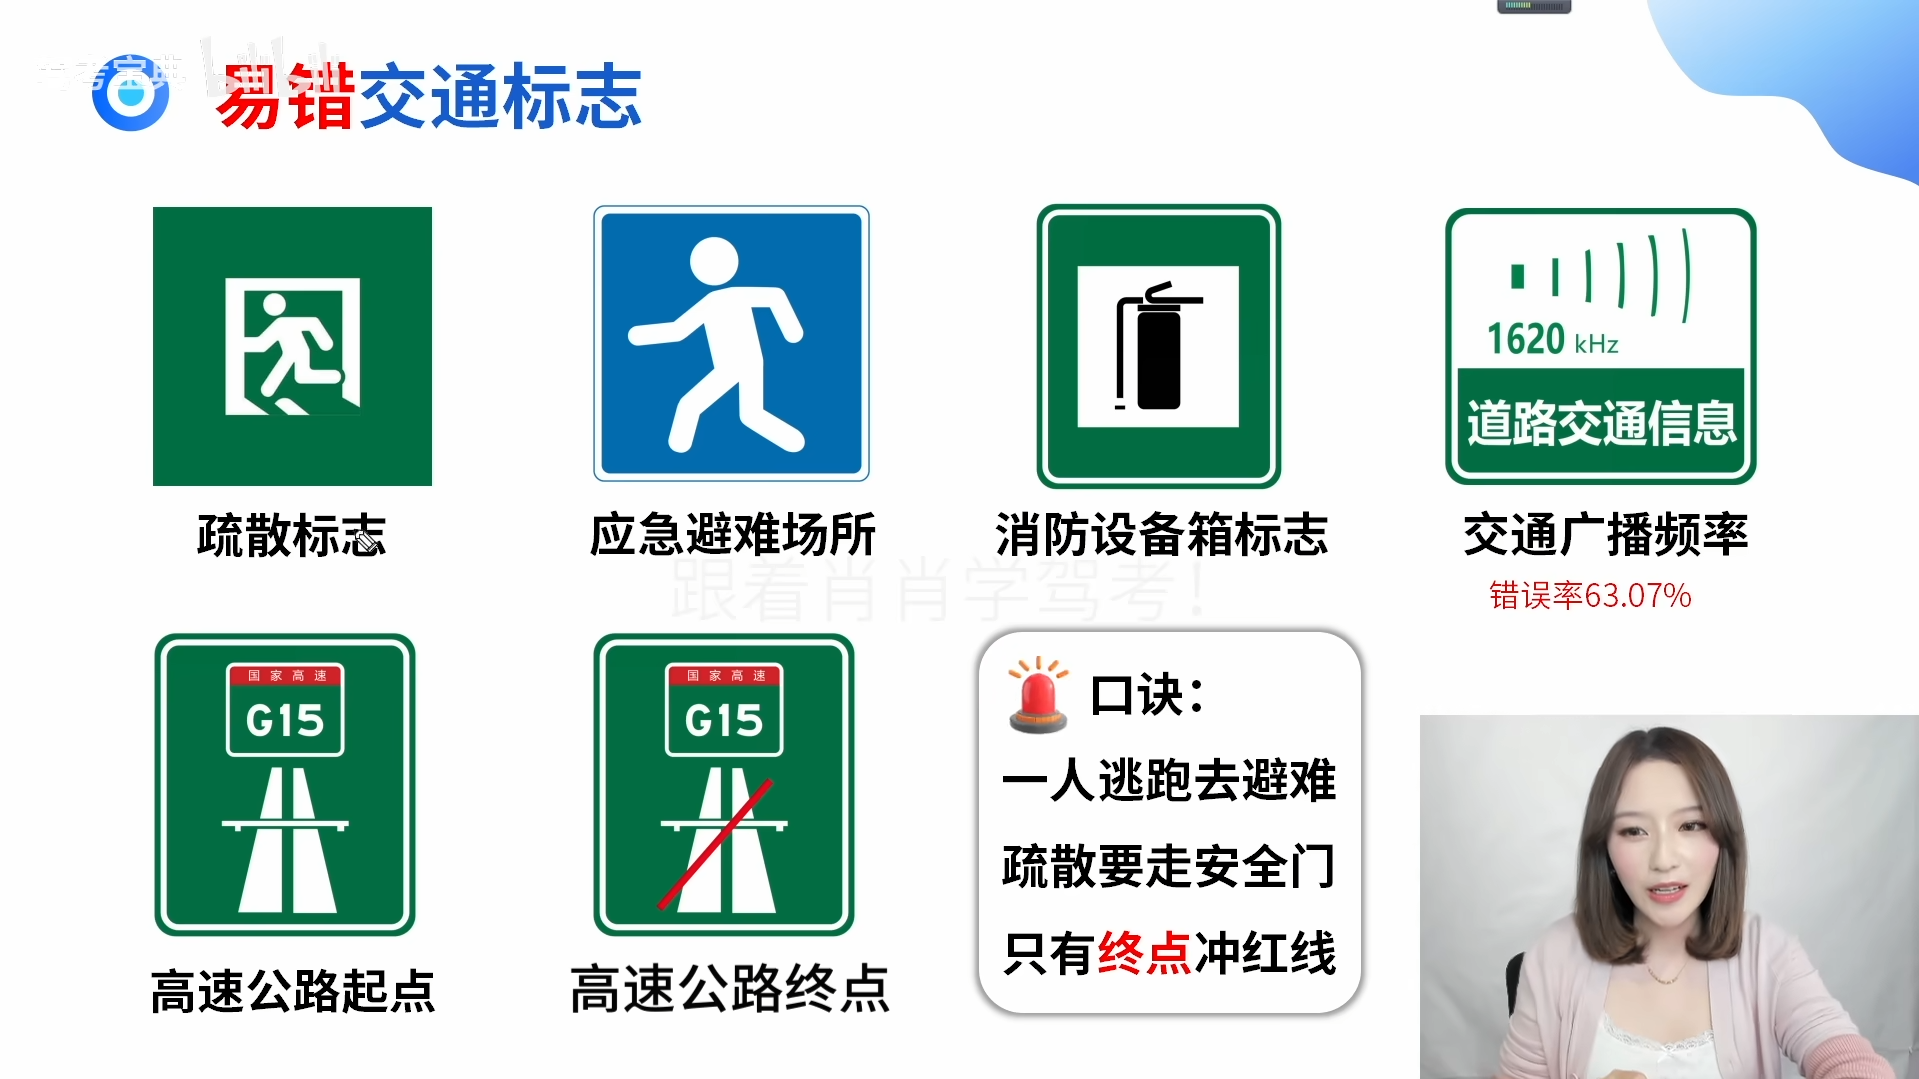 易错交通标志
1620 kHz
道路交通信息
疏散标志
应急避难场所
消防设备箱标志
交通广播频率
错误率63.07%
跟着肖肖学驾考！
国家高速
G15
国家高速
G15
高速公路起点
高速公路终点
口诀：
一人逃跑去避难
疏散要走安全门
只有终点冲红线